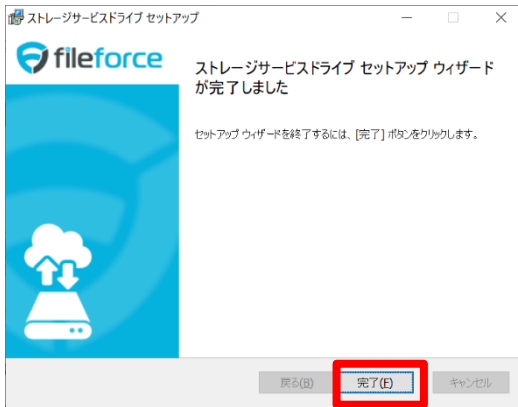 ストレージサービスドライブ セットアップ
fileforce
ストレージサービスドライブ セットアップ ウィザード
が完了しました
セットアップ ウィザードを終了するには、[完了] ボタンをクリックします。
戻る(B) 完了(F) キャンセル